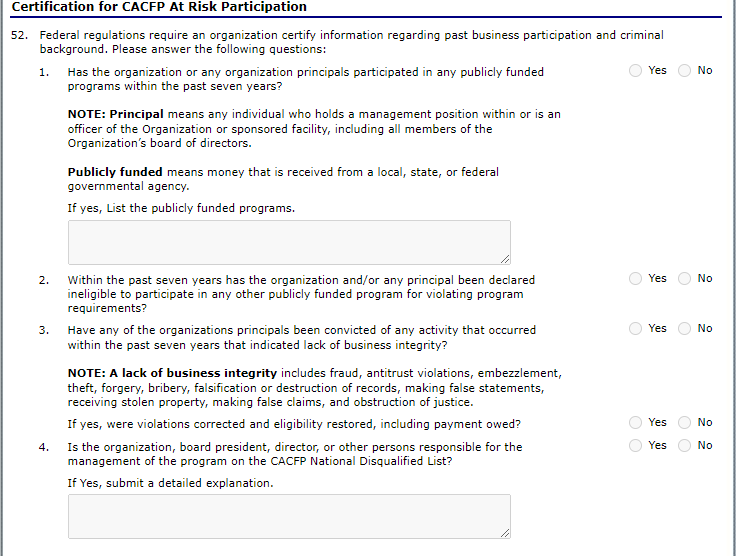 Certification for CACFP At Risk Participation
52. Federal regulations require an organization certify information regarding past business participation and criminal
background. Please answer the following questions:
1. Has the organization or any organization principals participated in any publicly funded Yes No
programs within the past seven years?
NOTE: Principal means any individual who holds a management position within or is an
officer of the Organization or sponsored facility, including all members of the
Organization's board of directors.
Publicly funded means money that is received from a local, state, or federal
governmental agency.
If yes, List the publicly funded programs.
2. Within the past seven years has the organization and/or any principal been declared Yes No
ineligible to participate in any other publicly funded program for violating program
requirements?
3. Have any of the organizations principals been convicted of any activity that occurred Yes No
within the past seven years that indicated lack of business integrity?
NOTE: A lack of business integrity includes fraud, antitrust violations, embezzlement,
theft, forgery, bribery, falsification or destruction of records, making false statements,
receiving stolen property, making false claims, and obstruction of justice.
If yes, were violations corrected and eligibility restored, including payment owed? Yes No
4. Is the organization, board president, director, or other persons responsible for the Yes No
management of the program on the CACFP National Disqualified List?
If Yes, submit a detailed explanation.